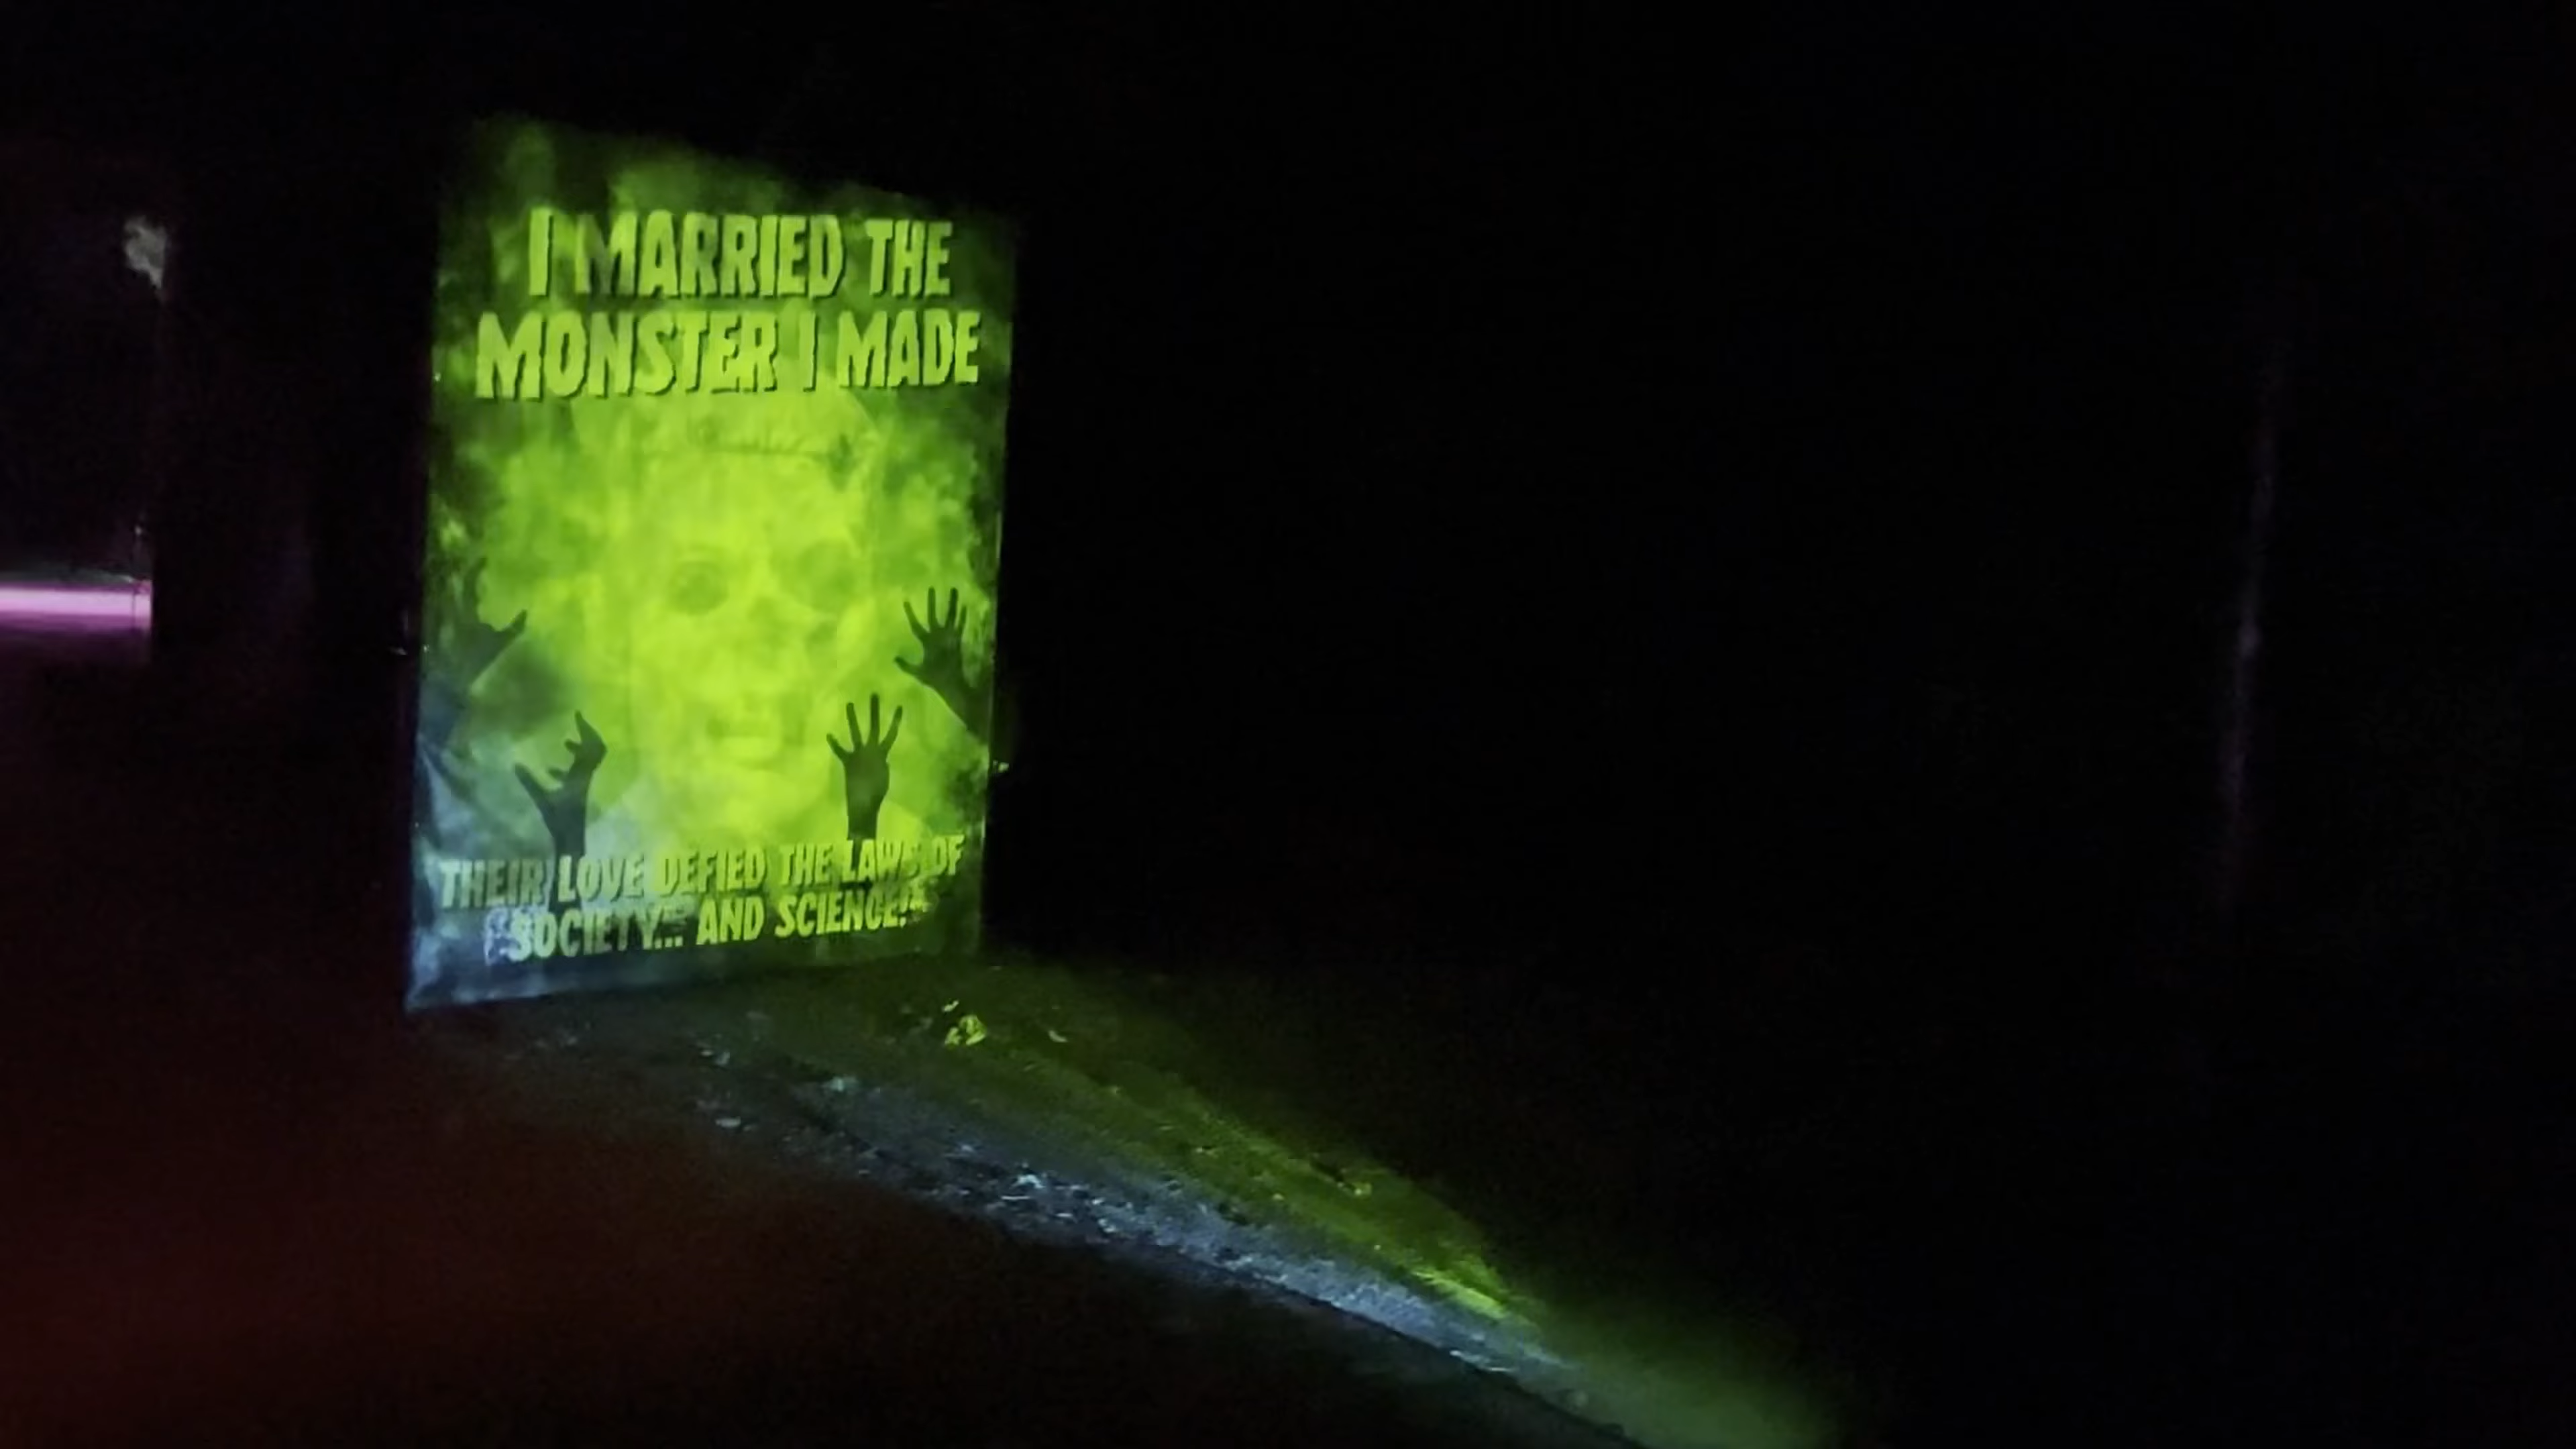 I MARRIED THE
MONSTER I MADE
THEIR LOVE DEFIED THE LAWS OF
SOCIETY... AND SCIENCE!